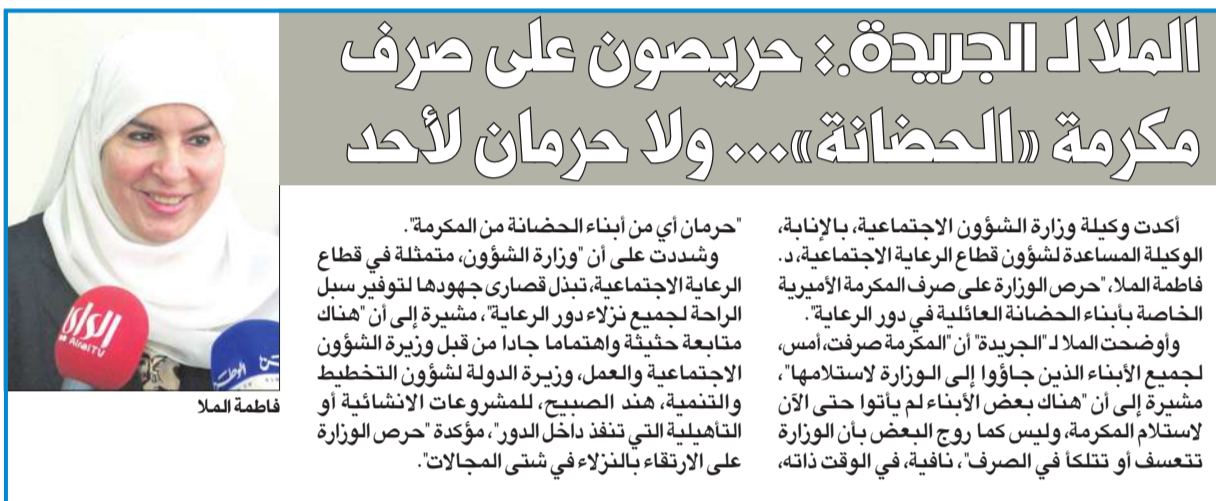 الملا لـ الجريدة.: حريصون على صرف
مكرمة «الحضانة»... ولا حرمان لأحد
أكدت وكيلة وزارة الشؤون الاجتماعية، بالإنابة،
الوكيلة المساعدة لشؤون قطاع الرعاية الاجتماعية، د.
فاطمة الملا، "حرص الوزارة على صرف المكرمة الأميرية
الخاصة بأبناء الحضانة العائلية في دور الرعاية".
وأوضحت الملا لـ"الجريدة" أن "المكرمة صرفت، أمس،
لجميع الأبناء الذين جاؤوا إلى الوزارة لاستلامها"،
مشيرة إلى أن "هناك بعض الأبناء لم يأتوا حتى الآن
لاستلام المكرمة، وليس كما روج البعض بأن الوزارة
تتعسف أو تتلكأ في الصرف"، نافية، في الوقت ذاته،
"حرمان أي من أبناء الحضانة من المكرمة".
وشددت على أن "وزارة الشؤون، متمثلة في قطاع
الرعاية الاجتماعية، تبذل قصارى جهودها لتوفير سبل
الراحة لجميع نزلاء دور الرعاية"، مشيرة إلى أن "هناك
متابعة حثيثة واهتماما جادا من قبل وزيرة الشؤون
الاجتماعية والعمل، وزيرة الدولة لشؤون التخطيط
والتنمية، هند الصبيح، للمشروعات الانشائية أو
التأهيلية التي تنفذ داخل الدور"، مؤكدة "حرص الوزارة
على الارتقاء بالنزلاء في شتى المجالات".
الراي
AlraiTV
الوطن
فاطمة الملا